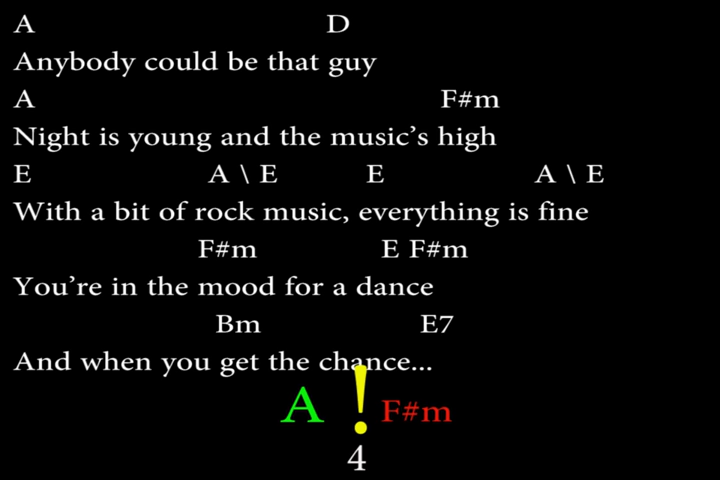 A D
Anybody could be that guy
A F#m
Night is young and the music's high
E A \ E E A \ E
With a bit of rock music, everything is fine
F#m E F#m
You're in the mood for a dance
Bm E7
And when you get the chance...
A ! F#m
4